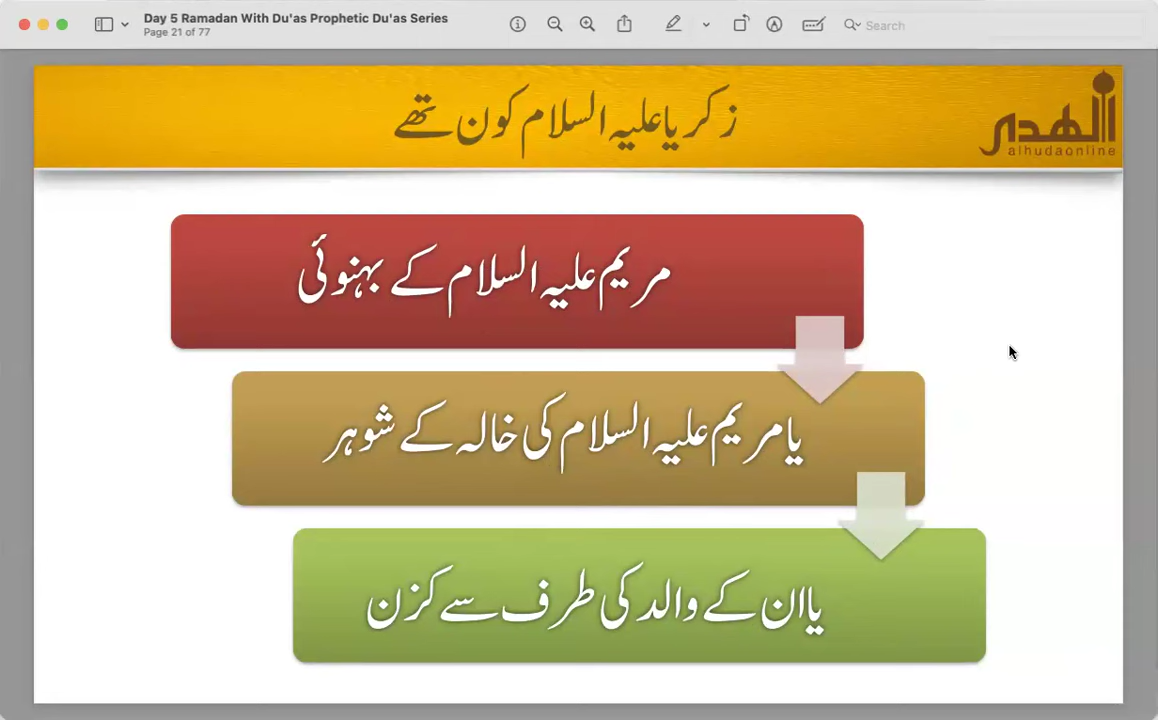 Day 5 Ramadan With Du'as Prophetic Du'as Series
Page 21 of 77
Search
زکریا علیہ السلام کون تھے
الهدى
alhudaonline
مریم علیہ السلام کے بہنوئی
یا مریم علیہ السلام کی خالہ کے شوہر
یا ان کے والد کی طرف سے کزن